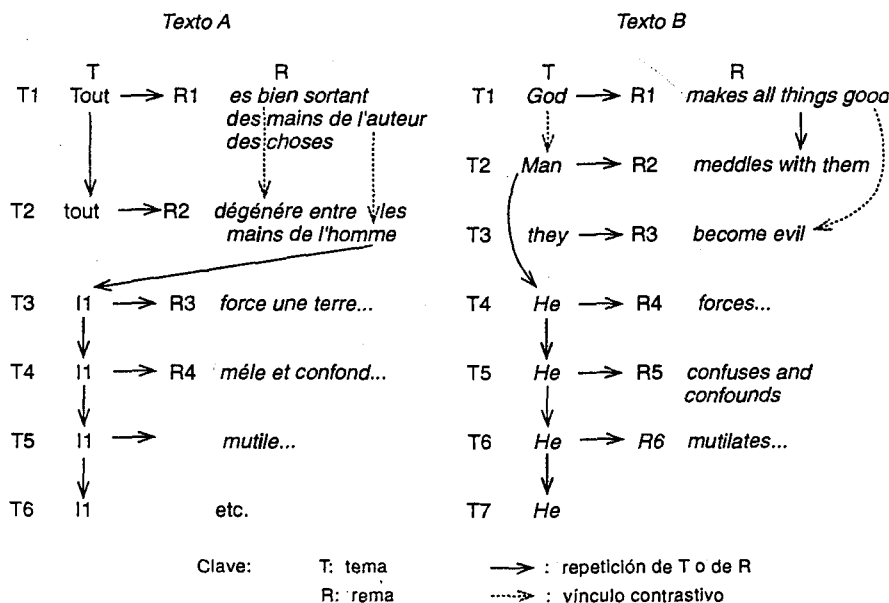 Texto A
T R
T1 Tout R1 es bien sortant
des mains de l'auteur
des choses
T2 tout R2 dégénére entre les
mains de l'homme
T3 I1 R3 force une terre...
T4 I1 R4 méle et confond...
T5 I1 mutile...
T6 I1 etc.
Texto B
T R
T1 God R1 makes all things good
T2 Man R2 meddles with them
T3 they R3 become evil
T4 He R4 forces...
T5 He R5 confuses and
confounds
T6 He R6 mutilates...
T7 He
Clave: T: tema : repetición de T o de R
R: rema : vínculo contrastivo